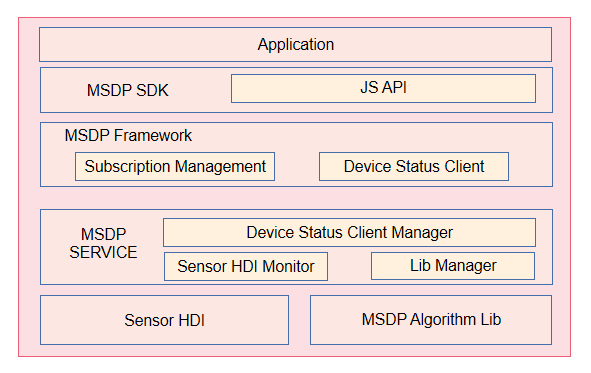 Application
MSDP SDK
JS API
MSDP Framework
Subscription Management
Device Status Client
MSDP
SERVICE
Device Status Client Manager
Sensor HDI Monitor
Lib Manager
Sensor HDI
MSDP Algorithm Lib